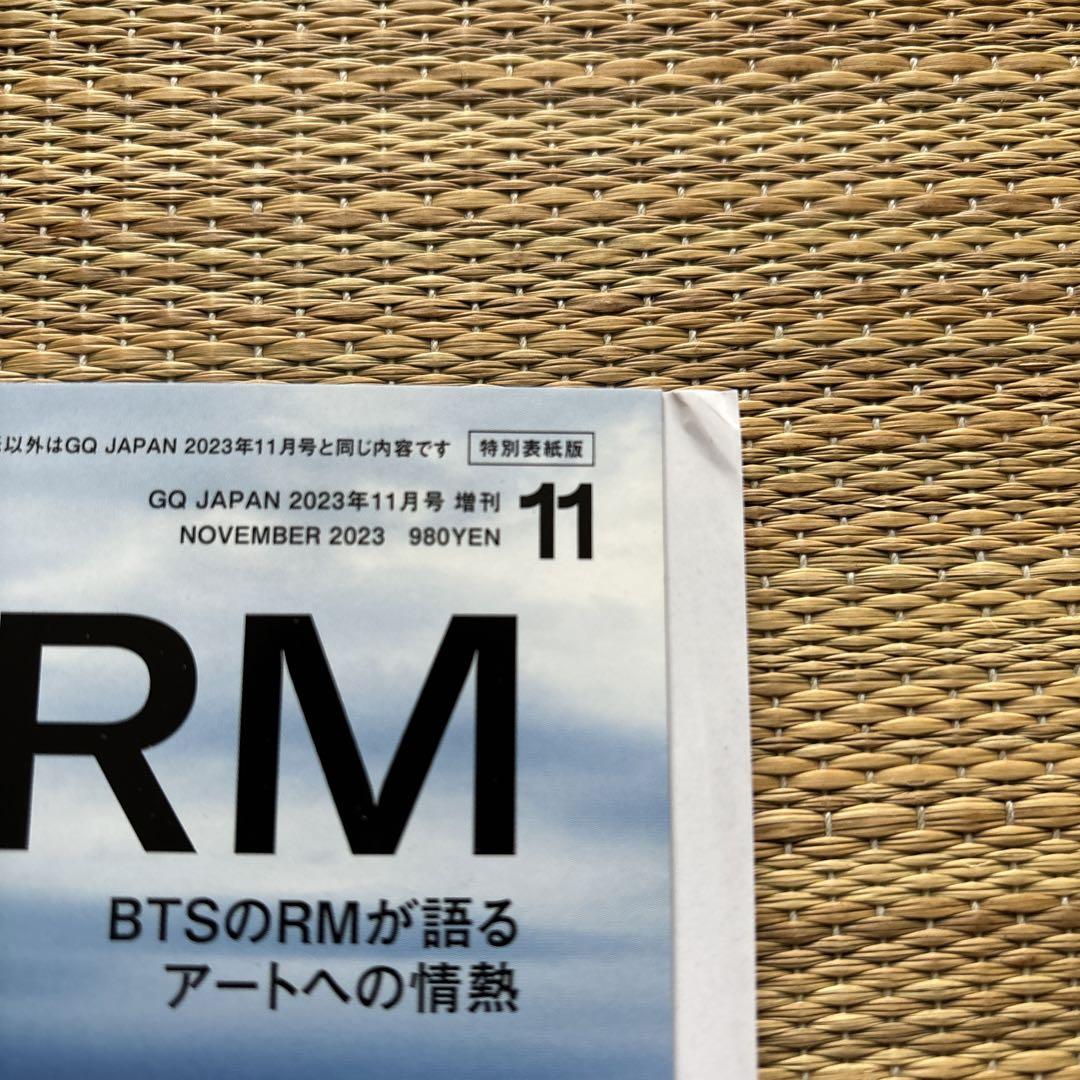 以外はGQ JAPAN 2023年11月号と同じ内容です 特別表紙版
GQ JAPAN 2023年11月号 増刊 11
NOVEMBER 2023 980YEN
RM
BTSのRMが語る
アートへの情熱